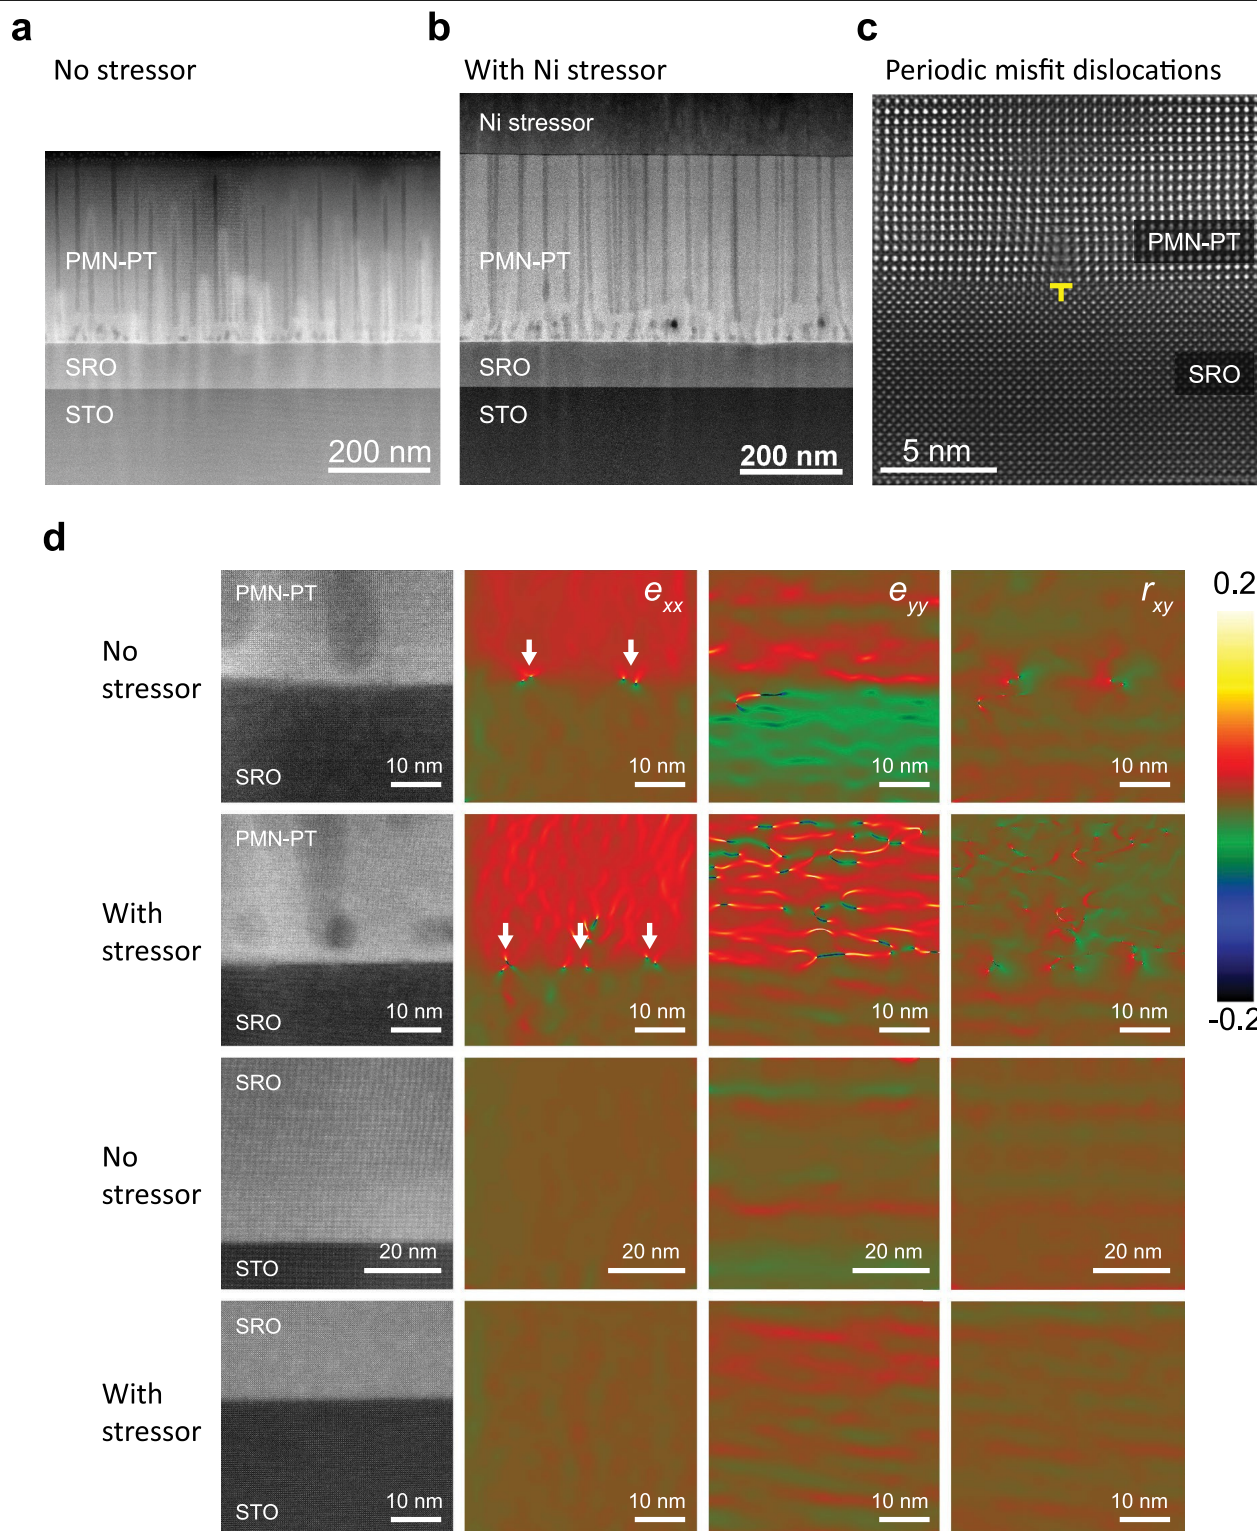 a
No stressor
PMN-PT
SRO
STO
200 nm
b
With Ni stressor
Ni stressor
PMN-PT
SRO
STO
200 nm
c
Periodic misfit dislocations
PMN-PT
SRO
5 nm
d
No
stressor
PMN-PT
SRO
10 nm
exx
10 nm
eyy
10 nm
rxy
10 nm
0.2
-0.2
With
stressor
PMN-PT
SRO
10 nm
10 nm
10 nm
10 nm
No
stressor
SRO
STO
20 nm
20 nm
20 nm
20 nm
With
stressor
SRO
STO
10 nm
10 nm
10 nm
10 nm